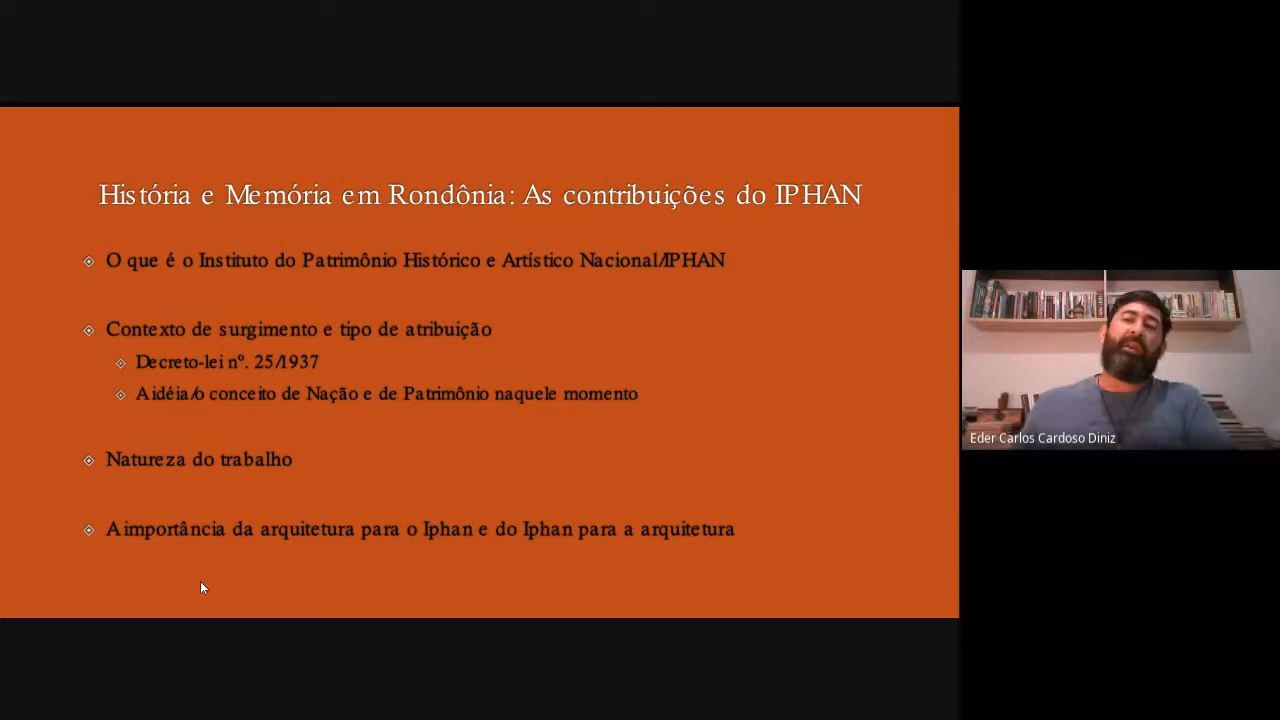 História e Memória em Rondônia: As contribuições do IPHAN
O que é o Instituto do Patrimônio Histórico e Artístico Nacional/IPHAN
Contexto de surgimento e tipo de atribuição
Decreto-lei nº. 25/1937
A idéia/o conceito de Nação e de Patrimônio naquele momento
Natureza do trabalho
A importância da arquitetura para o Iphan e do Iphan para a arquitetura
Eder Carlos Cardoso Diniz